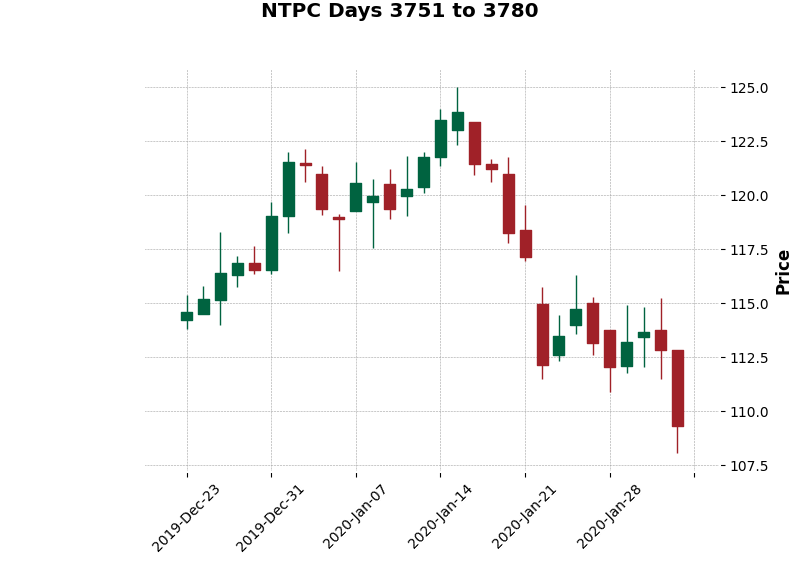 NTPC Days 3751 to 3780
125.0
122.5
120.0
117.5
115.0
112.5
110.0
107.5
Price
2019-Dec-23
2019-Dec-31
2020-Jan-07
2020-Jan-14
2020-Jan-21
2020-Jan-28